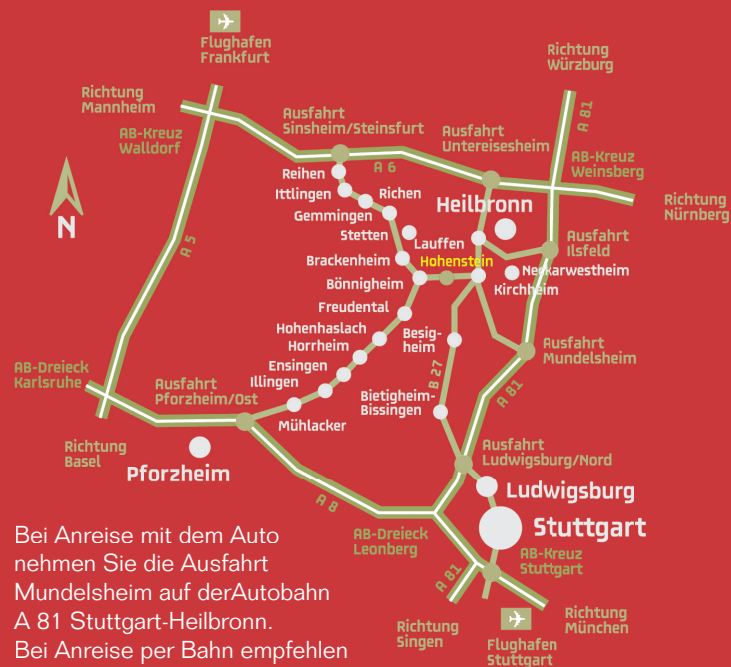 Flughafen
Frankfurt
Richtung
Würzburg
Richtung
Mannheim
AB-Kreuz
Walldorf
Ausfahrt
Sinsheim/Steinsfurt
Ausfahrt
Untereisesheim
A 81
A 6
AB-Kreuz
Weinsberg
Richtung
Nürnberg
Reihen
Ittlingen
Richen
Gemmingen
Stetten
Heilbronn
N
A 5
Lauffen
Ausfahrt
Ilsfeld
Brackenheim
Hohenstein
Neckarwestheim
Bönnigheim
Kirchheim
Freudental
Hohenhaslach
Horrheim
Besig-
heim
Ausfahrt
Mundelsheim
Ensingen
Illingen
B 27
AB-Dreieck
Karlsruhe
Ausfahrt
Pforzheim/Ost
Bietigheim-
Bissingen
A 81
Mühlacker
Richtung
Basel
Pforzheim
Ausfahrt
Ludwigsburg/Nord
Ludwigsburg
A 8
Stuttgart
AB-Dreieck
Leonberg
AB-Kreuz
Stuttgart
A 81
Richtung
Singen
Richtung
München
Flughafen
Stuttgart
Bei Anreise mit dem Auto
nehmen Sie die Ausfahrt
Mundelsheim auf derAutobahn
A 81 Stuttgart-Heilbronn.
Bei Anreise per Bahn empfehlen